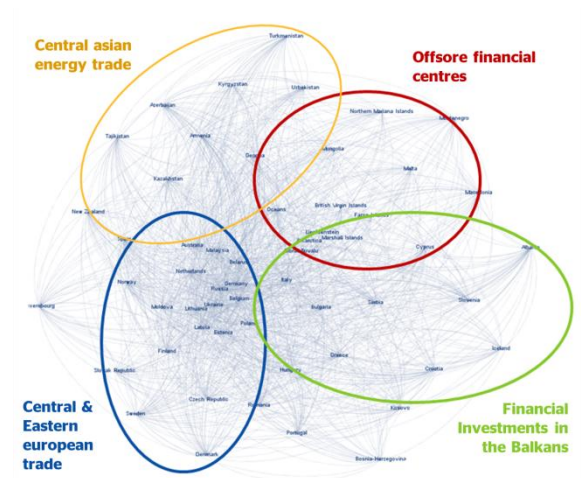 Turkmenistan
Central asian
energy trade
Offsore financial
centres
Kyrgyzstan
Uzbekistan
Azerbaijan
Northern Mariana Islands
Montenegro
Tajikistan
Armenia
Mongolia
Georgia
Malta
Kazakhstan
Macedonia
British Virgin Islands
New Zealand
Oceans
Liechtenstein
Marshall Islands
Australia
Malaysia
Cyprus
Albania
Belarus
Netherlands
Norway
Germany
Italy
Russia
Belgium
Ukraine
Lithuania
Moldova
Bulgaria
Serbia
Slovenia
Latvia
Estonia
Poland
Iceland
Finland
Greece
Slovak Republic
Hungary
Croatia
Czech Republic
Romania
Kosovo
Central &
Eastern
european
trade
Sweden
Financial
Investments in
the Balkans
Portugal
Denmark
Bosnia-Herzegovina